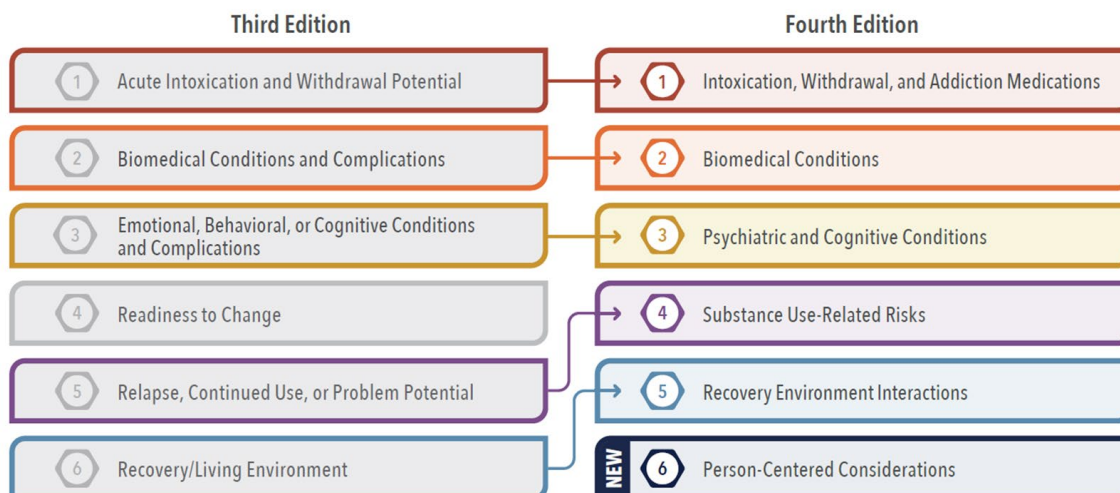 Third Edition
Fourth Edition
1 Acute Intoxication and Withdrawal Potential
1 Intoxication, Withdrawal, and Addiction Medications
2 Biomedical Conditions and Complications
2 Biomedical Conditions
3 Emotional, Behavioral, or Cognitive Conditions
and Complications
3 Psychiatric and Cognitive Conditions
4 Readiness to Change
4 Substance Use-Related Risks
5 Relapse, Continued Use, or Problem Potential
5 Recovery Environment Interactions
6 Recovery/Living Environment
NEW
6 Person-Centered Considerations